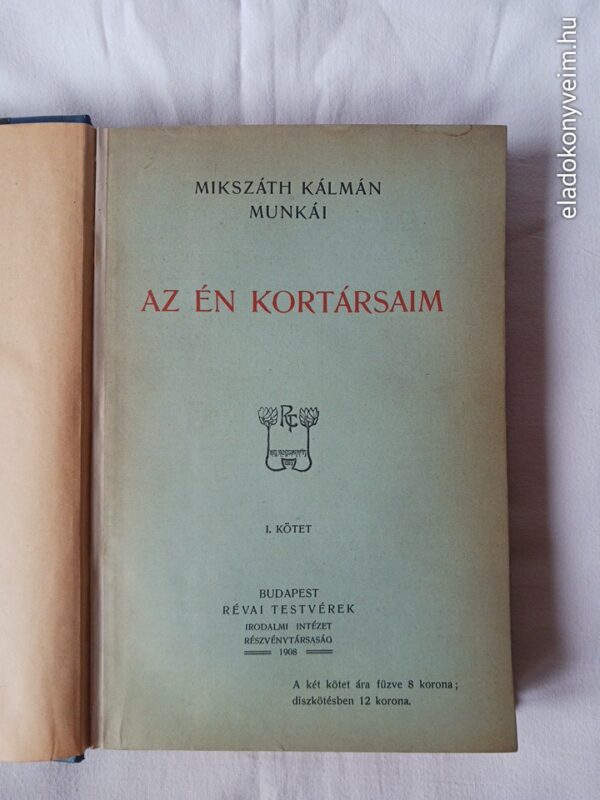 MIKSZÁTH KÁLMÁN
MUNKÁI
AZ ÉN KORTÁRSAIM
I. KÖTET
BUDAPEST
RÉVAI TESTVÉREK
IRODALMI INTÉZET
RÉSZVÉNYTÁRSASÁG
1908
A két kötet ára fűzve 8 korona;
diszkötésben 12 korona.
eladokonyveim.hu